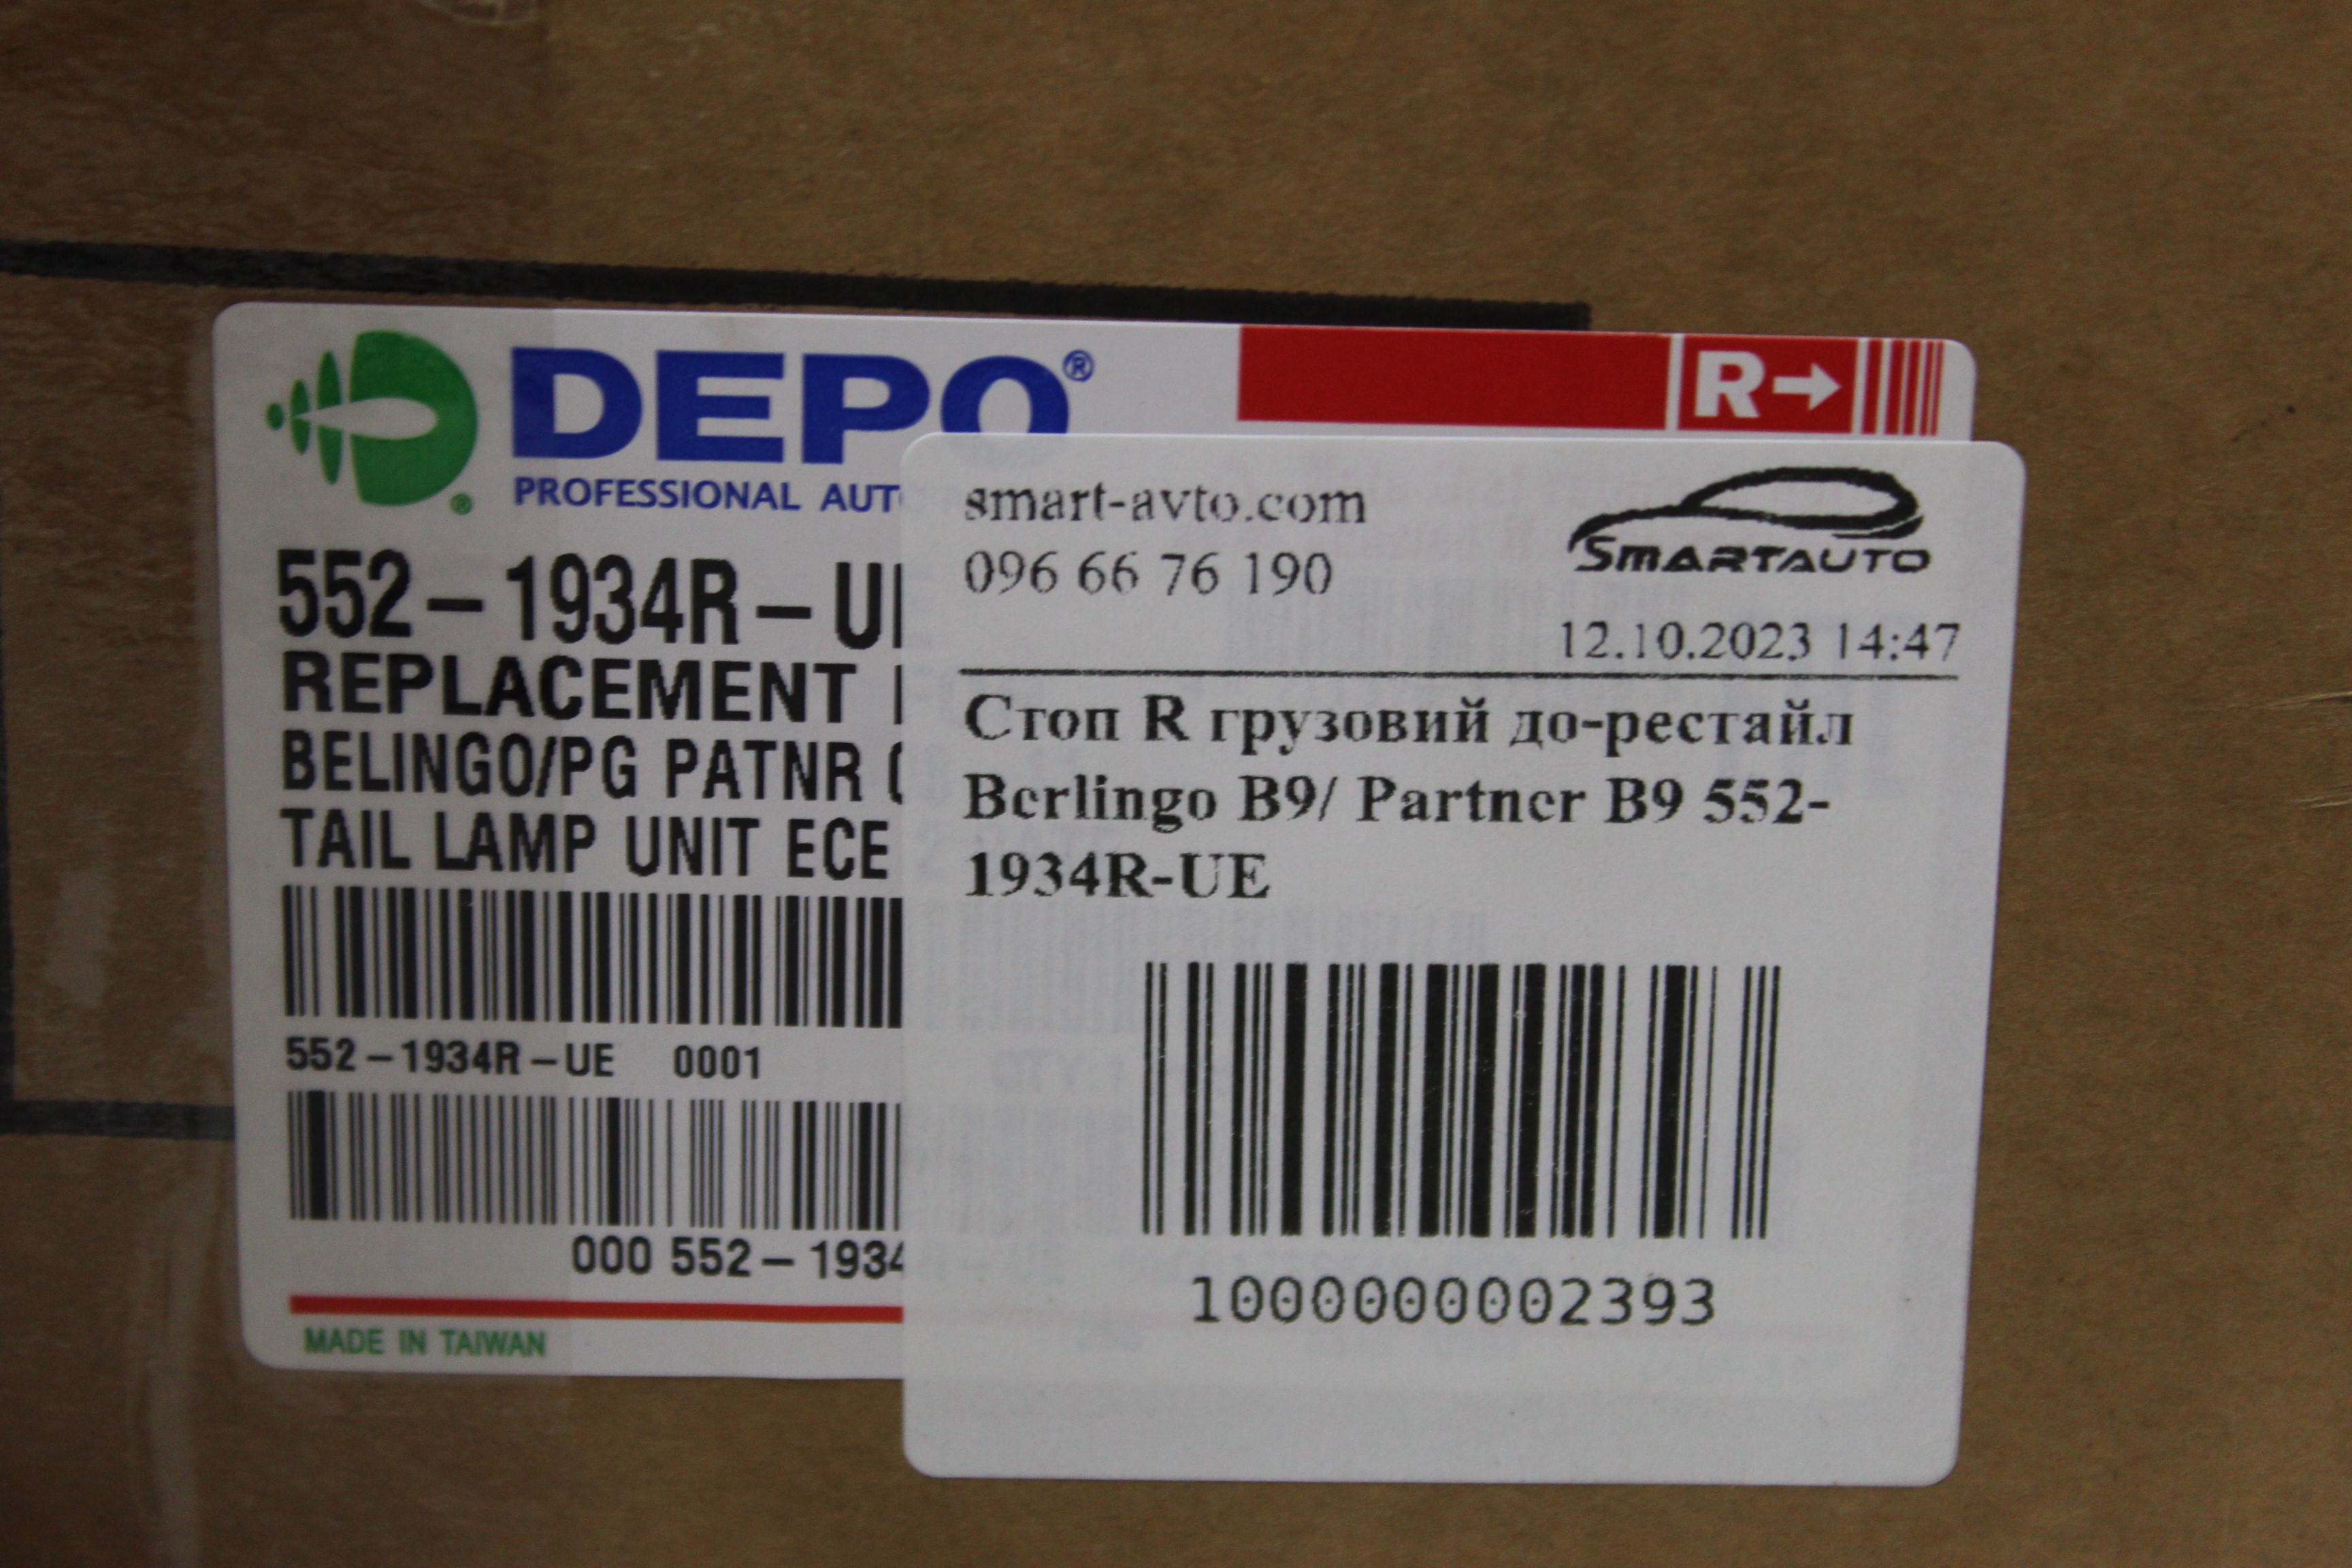 DEPO®
R→
PROFESSIONAL
552-1934R-
REPLACEMENT
BELINGO/PG PATNR
TAIL LAMP UNIT ECE
552-1934R-UE 0001
000 552-1934
MADE IN TAIWAN
smart-avto.com
SMARTAUTO
096 66 76 190
12.10.2023 14:47
Стоп R грузовий до-рестайл
Berlingo B9/ Partner B9 552-
1934R-UE
1000000002393